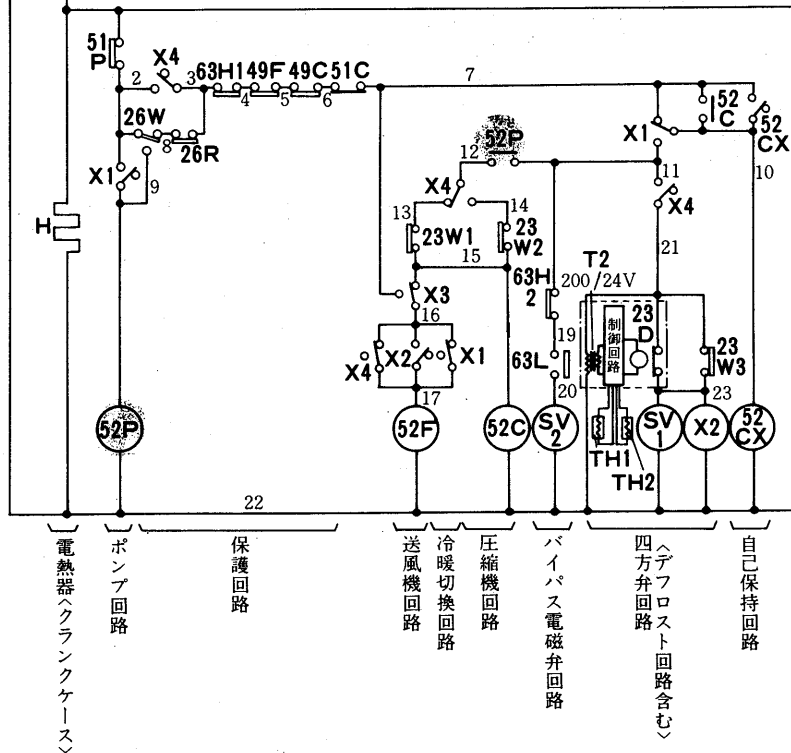 51
P
2
X4
3
63H1
49F
49C
51C
4
5
6
7
26W
8
26R
X1
9
H
52P
12
X4
13
14
23W1
23
W2
15
X3
16
X4
X2
X1
17
63H
2
19
63L
20
X1
52
C
52
CX
10
11
X4
21
T2
200/24V
制御回路
23
D
23
W3
23
TH1
TH2
52P
52F
52C
SV
2
SV
1
X2
52
CX
22
電熱器〈クランクケース〉
ポンプ回路
保護回路
送風機回路
冷暖切換回路
圧縮機回路
バイパス電磁弁回路
四方弁回路
〈デフロスト回路含む〉
自己保持回路